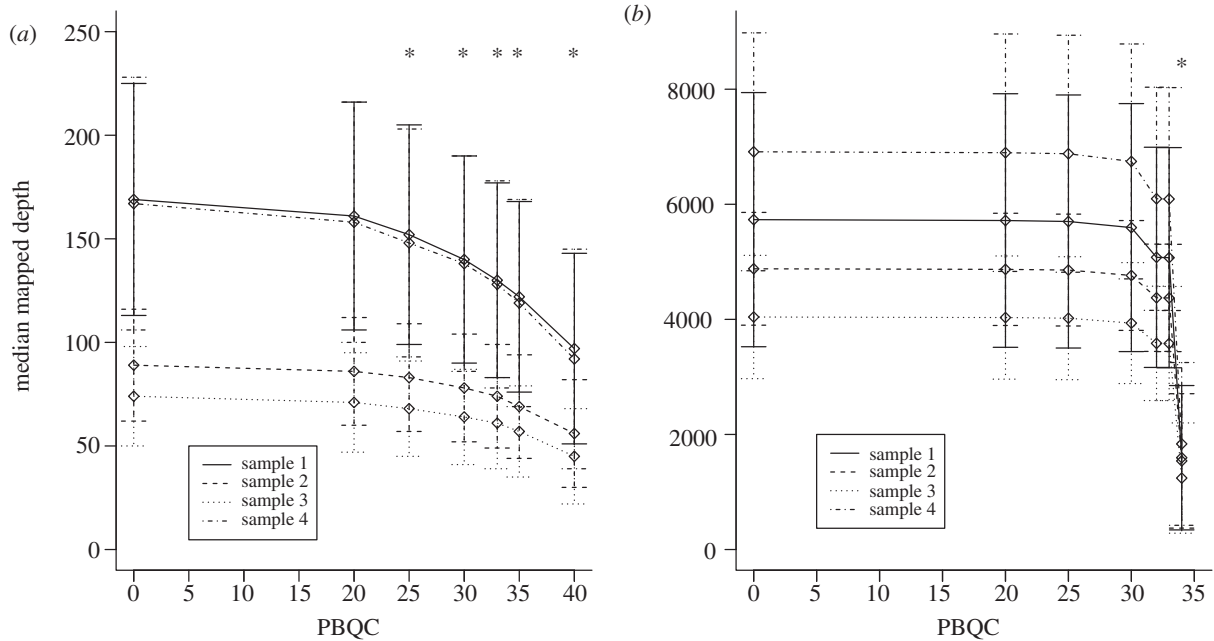 (a)
median mapped depth
250
200
150
100
50
0
* * * * *
sample 1
sample 2
sample 3
sample 4
0 5 10 15 20 25 30 35 40
PBQC
(b)
8000
6000
4000
2000
0
*
sample 1
sample 2
sample 3
sample 4
0 5 10 15 20 25 30 35
PBQC